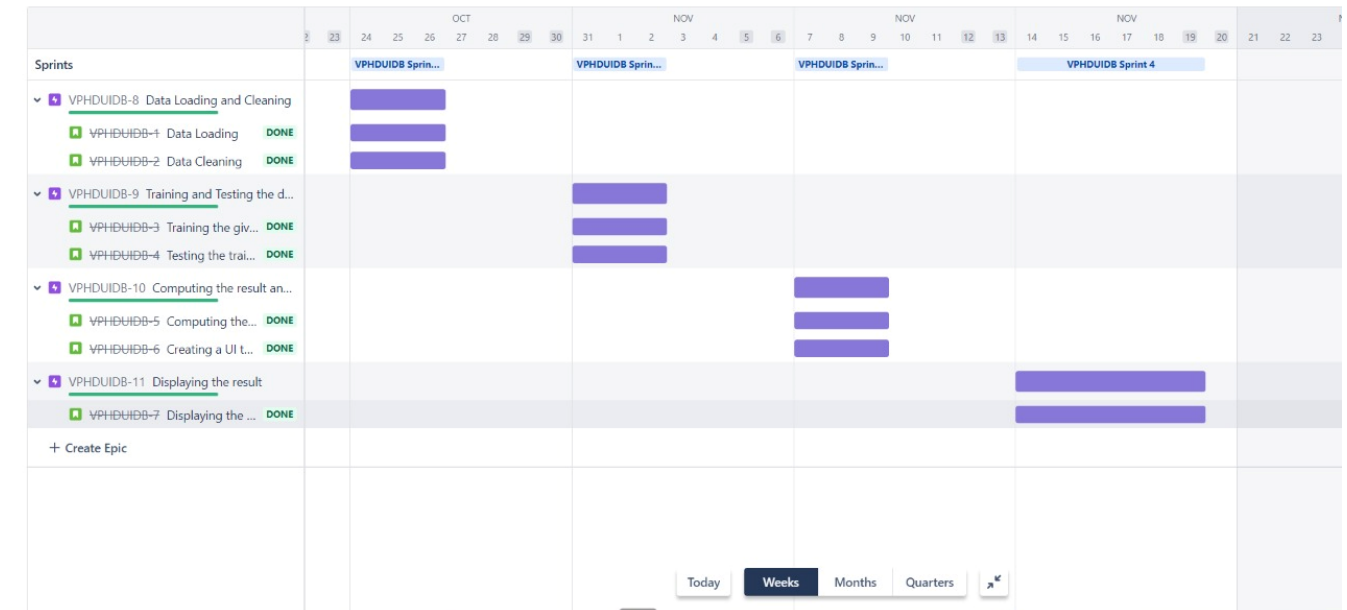 OCT NOV NOV NOV
23 24 25 26 27 28 29 30 31 1 2 3 4 5 6 7 8 9 10 11 12 13 14 15 16 17 18 19 20 21 22 23
Sprints VPHDUIDB Sprin... VPHDUIDB Sprin... VPHDUIDB Sprin... VPHDUIDB Sprint 4
VPHDUIDB-8 Data Loading and Cleaning
VPHDUIDB-1 Data Loading DONE
VPHDUIDB-2 Data Cleaning DONE
VPHDUIDB-9 Training and Testing the d...
VPHDUIDB-3 Training the giv... DONE
VPHDUIDB-4 Testing the trai... DONE
VPHDUIDB-10 Computing the result an...
VPHDUIDB-5 Computing the... DONE
VPHDUIDB-6 Creating a UI t... DONE
VPHDUIDB-11 Displaying the result
VPHDUIDB-7 Displaying the ... DONE
+ Create Epic
Today Weeks Months Quarters